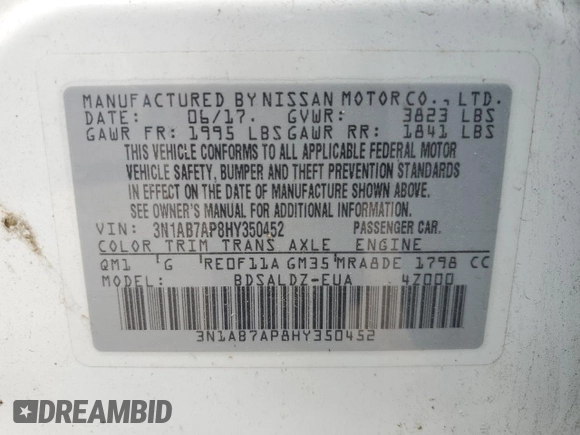 MANUFACTURED BY NISSAN MOTOR CO., LTD.
DATE: 06/17. GVWR: 3823 LBS
GAWR FR: 1995 LBS GAWR RR: 1841 LBS
THIS VEHICLE CONFORMS TO ALL APPLICABLE FEDERAL MOTOR
VEHICLE SAFETY, BUMPER AND THEFT PREVENTION STANDARDS
IN EFFECT ON THE DATE OF MANUFACTURE SHOWN ABOVE.
SEE OWNER'S MANUAL FOR ADDITIONAL INFORMATION.
VIN: 3N1AB7AP8HY350452 PASSENGER CAR.
COLOR TRIM TRANS AXLE ENGINE
QM1 G RE0F11A GM35 MRA8DE 1798 CC
MODEL: BDSALDZ-EUA 4Z000
3N1AB7AP8HY350452
DREAMBID